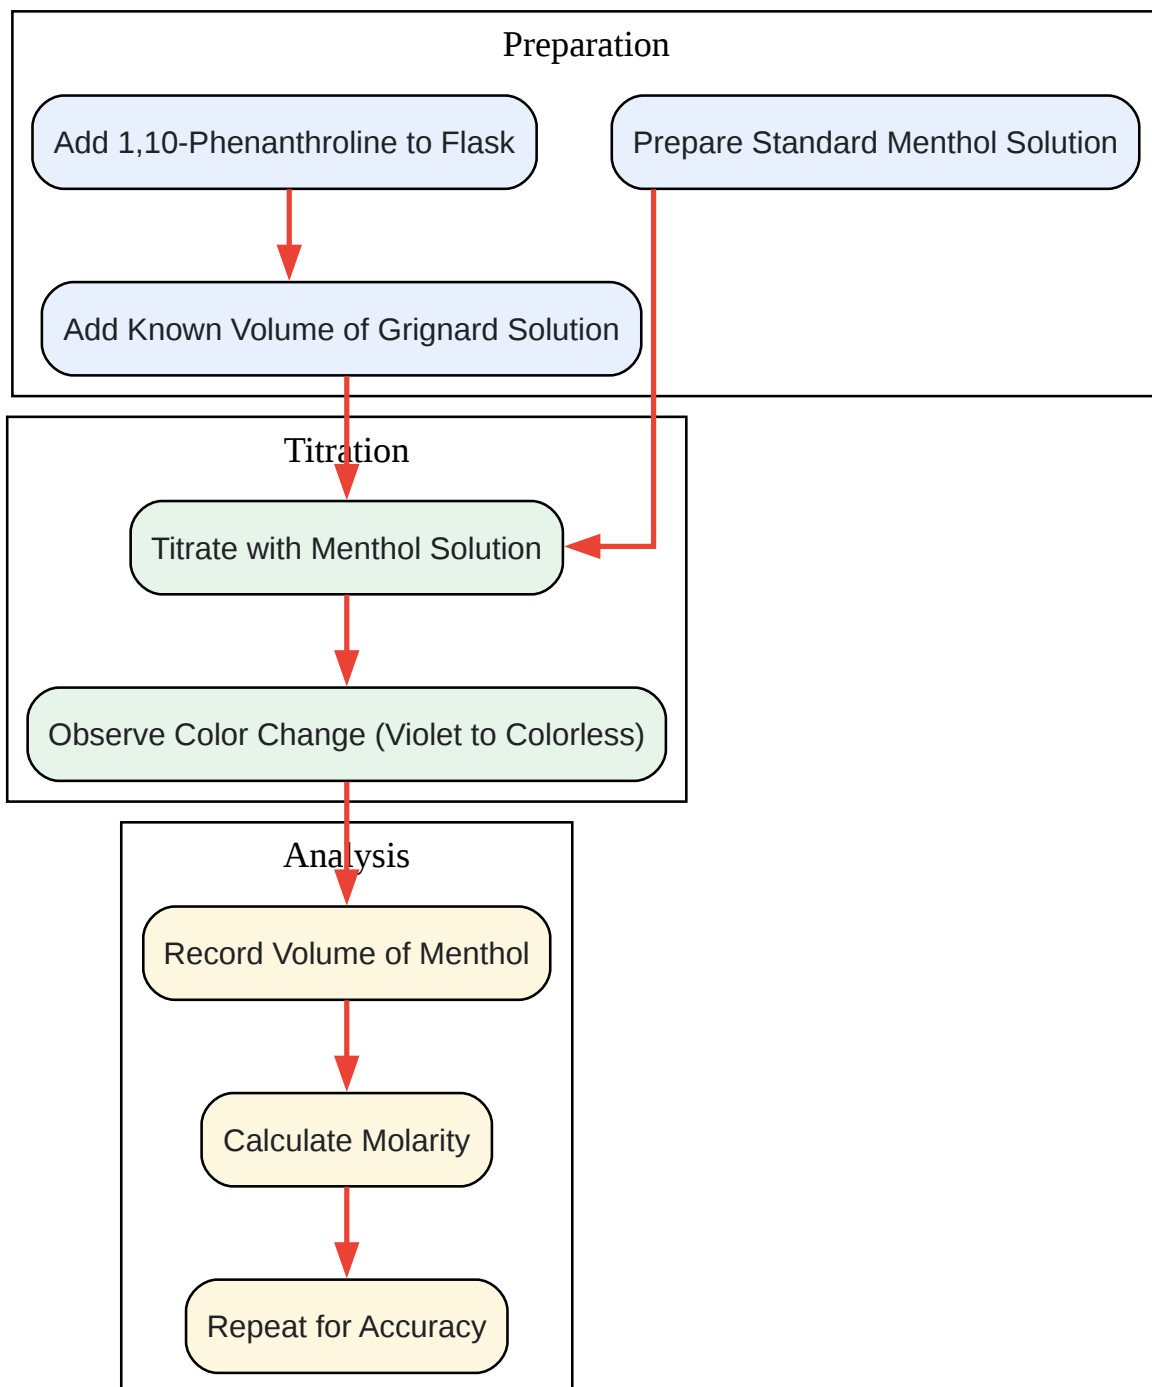 Preparation
Add 1,10-Phenanthroline to Flask
Prepare Standard Menthol Solution
Add Known Volume of Grignard Solution
Titration
Titrate with Menthol Solution
Observe Color Change (Violet to Colorless)
Analysis
Record Volume of Menthol
Calculate Molarity
Repeat for Accuracy